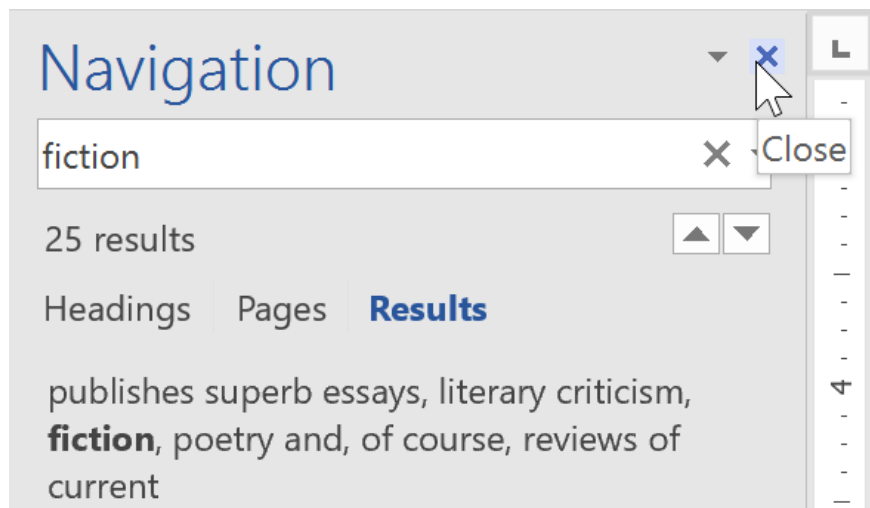 Navigation
fiction
Close
25 results
Headings Pages Results
publishes superb essays, literary criticism,
fiction, poetry and, of course, reviews of
current
4